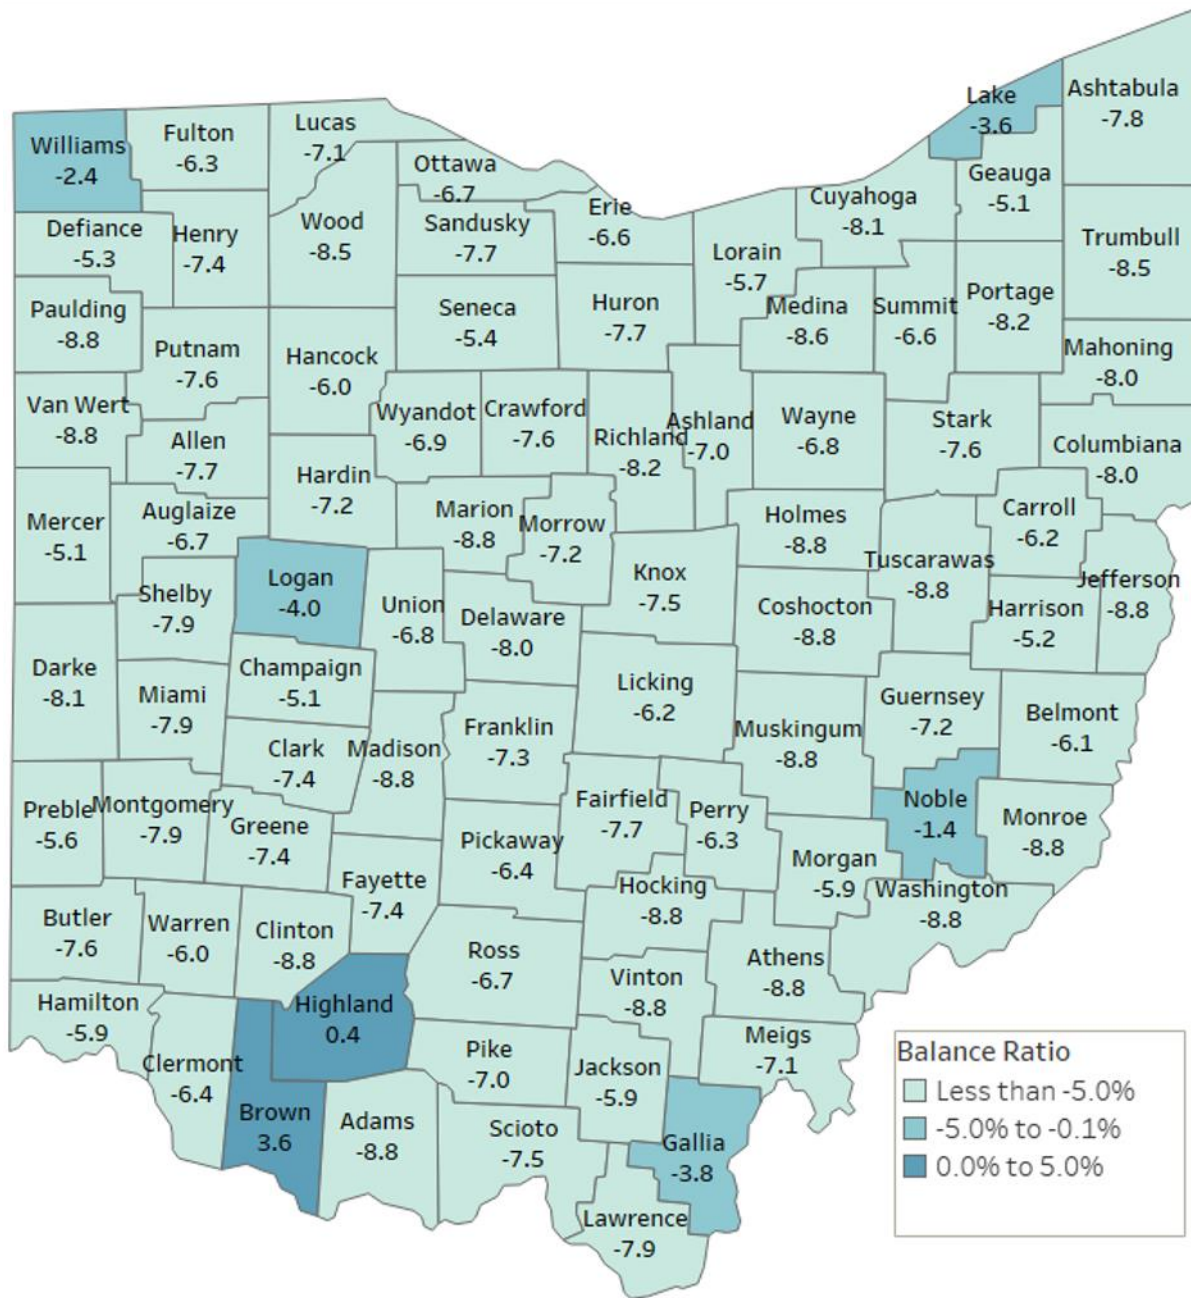 Williams
-2.4
Fulton
-6.3
Lucas
-7.1
Ottawa
-6.7
Lake
-3.6
Ashtabula
-7.8
Geauga
-5.1
Cuyahoga
-8.1
Erie
-6.6
Sandusky
-7.7
Wood
-8.5
Henry
-7.4
Defiance
-5.3
Lorain
-5.7
Trumbull
-8.5
Paulding
-8.8
Putnam
-7.6
Hancock
-6.0
Seneca
-5.4
Huron
-7.7
Medina
-8.6
Summit
-6.6
Portage
-8.2
Mahoning
-8.0
Van Wert
-8.8
Allen
-7.7
Wyandot
-6.9
Crawford
-7.6
Richland
-8.2
Ashland
-7.0
Wayne
-6.8
Stark
-7.6
Columbiana
-8.0
Hardin
-7.2
Mercer
-5.1
Auglaize
-6.7
Marion
-8.8
Morrow
-7.2
Holmes
-8.8
Carroll
-6.2
Tuscarawas
-8.8
Jefferson
-8.8
Logan
-4.0
Shelby
-7.9
Union
-6.8
Delaware
-8.0
Knox
-7.5
Coshocton
-8.8
Harrison
-5.2
Darke
-8.1
Miami
-7.9
Champaign
-5.1
Licking
-6.2
Guernsey
-7.2
Belmont
-6.1
Clark
-7.4
Madison
-8.8
Franklin
-7.3
Muskingum
-8.8
Preble
-5.6
Montgomery
-7.9
Greene
-7.4
Fairfield
-7.7
Perry
-6.3
Noble
-1.4
Monroe
-8.8
Pickaway
-6.4
Morgan
-5.9
Fayette
-7.4
Hocking
-8.8
Washington
-8.8
Butler
-7.6
Warren
-6.0
Clinton
-8.8
Ross
-6.7
Athens
-8.8
Vinton
-8.8
Hamilton
-5.9
Highland
0.4
Clermont
-6.4
Pike
-7.0
Jackson
-5.9
Meigs
-7.1
Brown
3.6
Adams
-8.8
Scioto
-7.5
Gallia
-3.8
Lawrence
-7.9
Balance Ratio
Less than -5.0%
-5.0% to -0.1%
0.0% to 5.0%